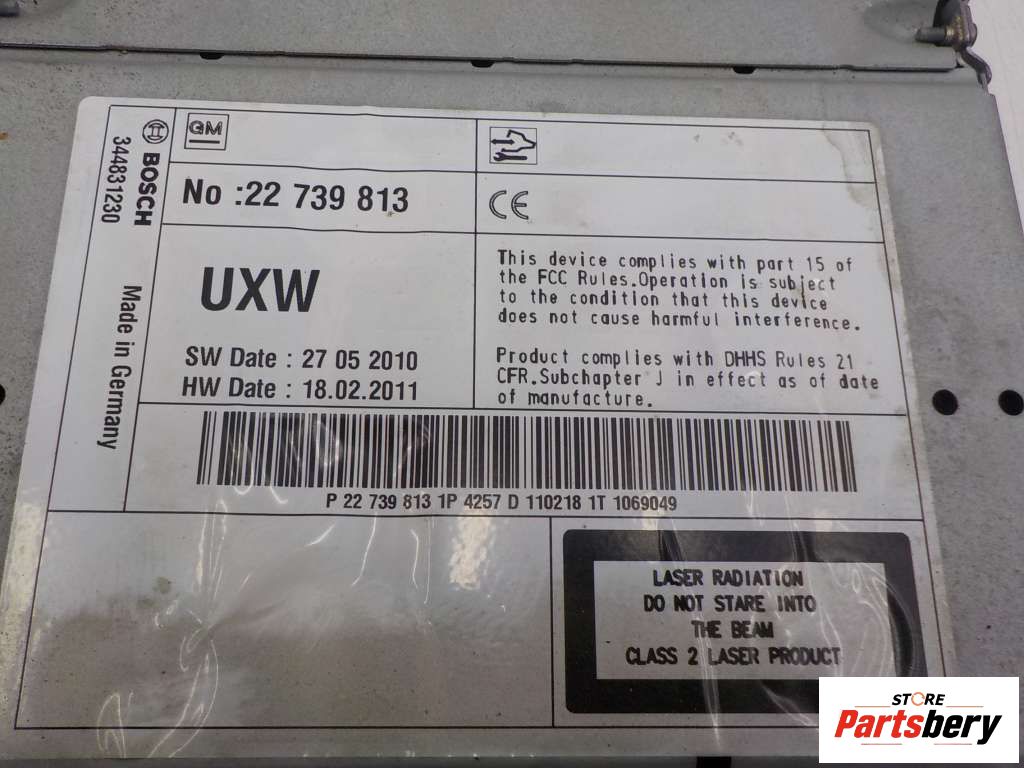 BOSCH
344831230
Made in Germany
GM
No :22 739 813
CE
UXW
SW Date : 27 05 2010
HW Date : 18.02.2011
This device complies with part 15 of
the FCC Rules.Operation is subject
to the condition that this device
does not cause harmful interference.
Product complies with DHHS Rules 21
CFR.Subchapter J in effect as of date
of manufacture.
P 22 739 813 1P 4257 D 110218 1T 1069049
LASER RADIATION
DO NOT STARE INTO
THE BEAM
CLASS 2 LASER PRODUCT
STORE
Partsbery